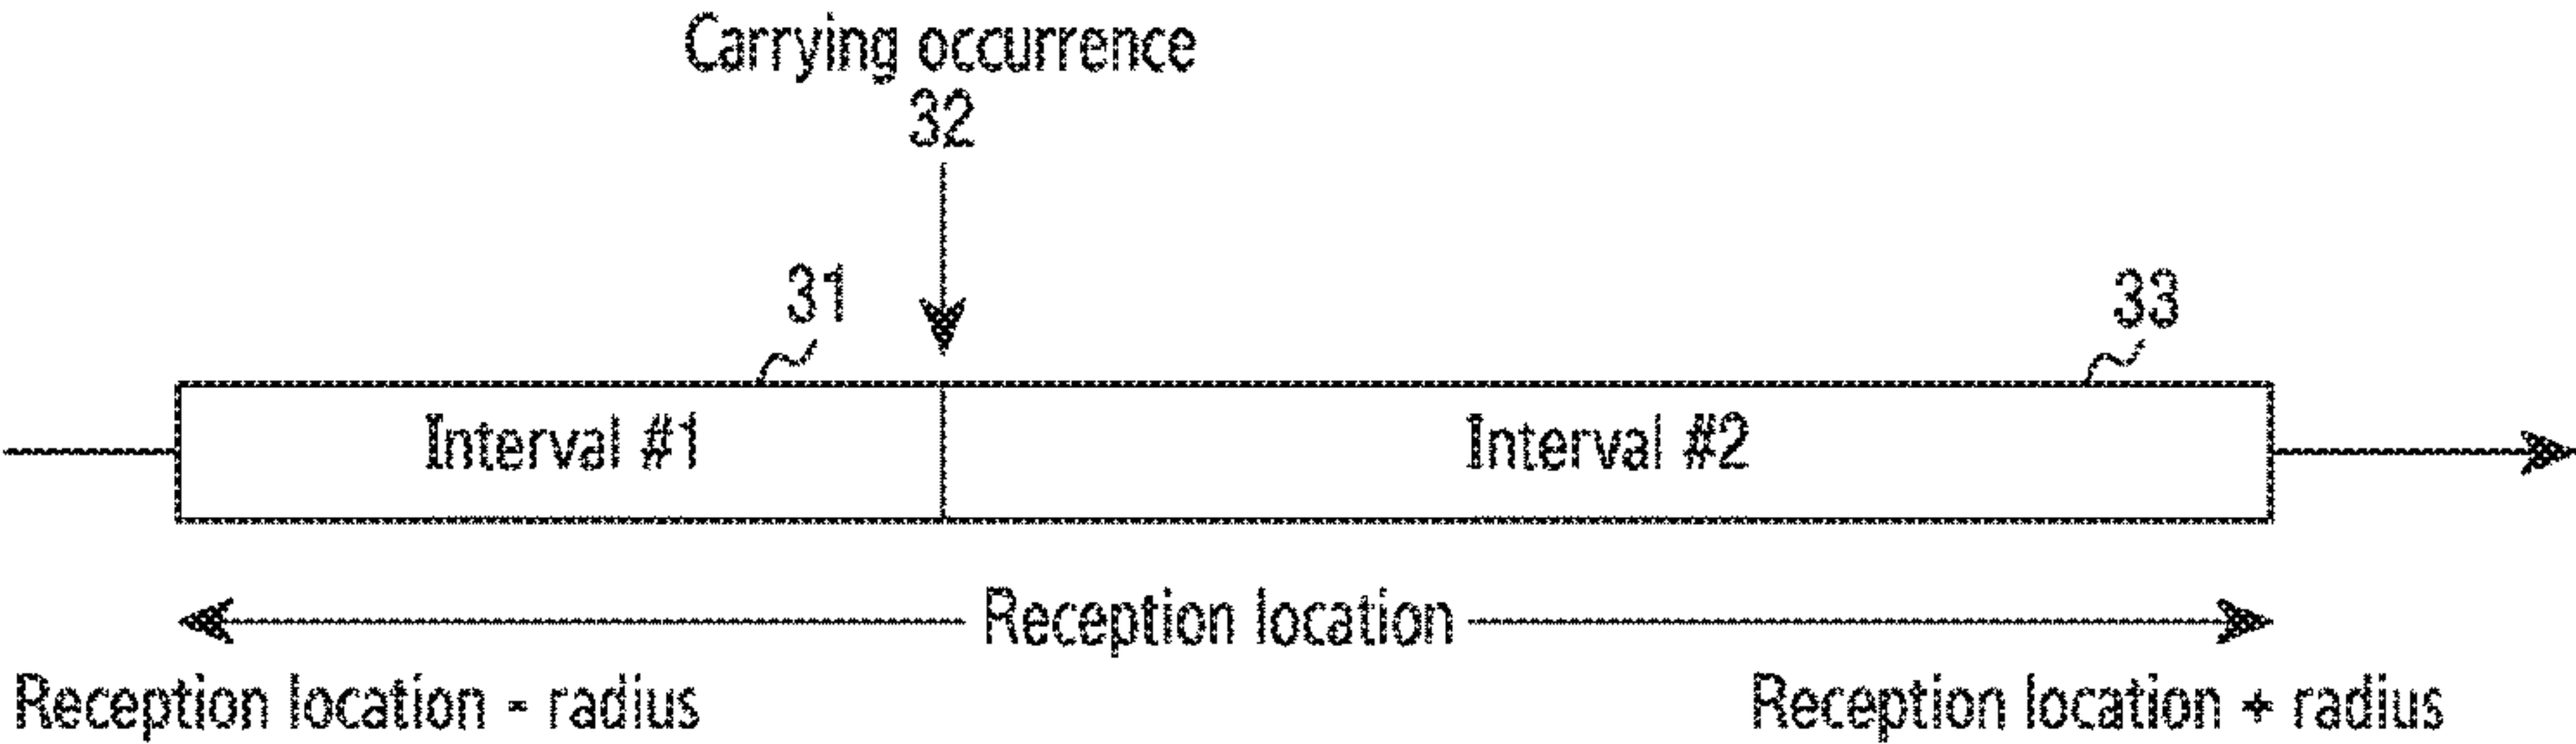 Carrying occurrence
32
31
33
Interval #1
Interval #2
Reception location
Reception location - radius
Reception location + radius